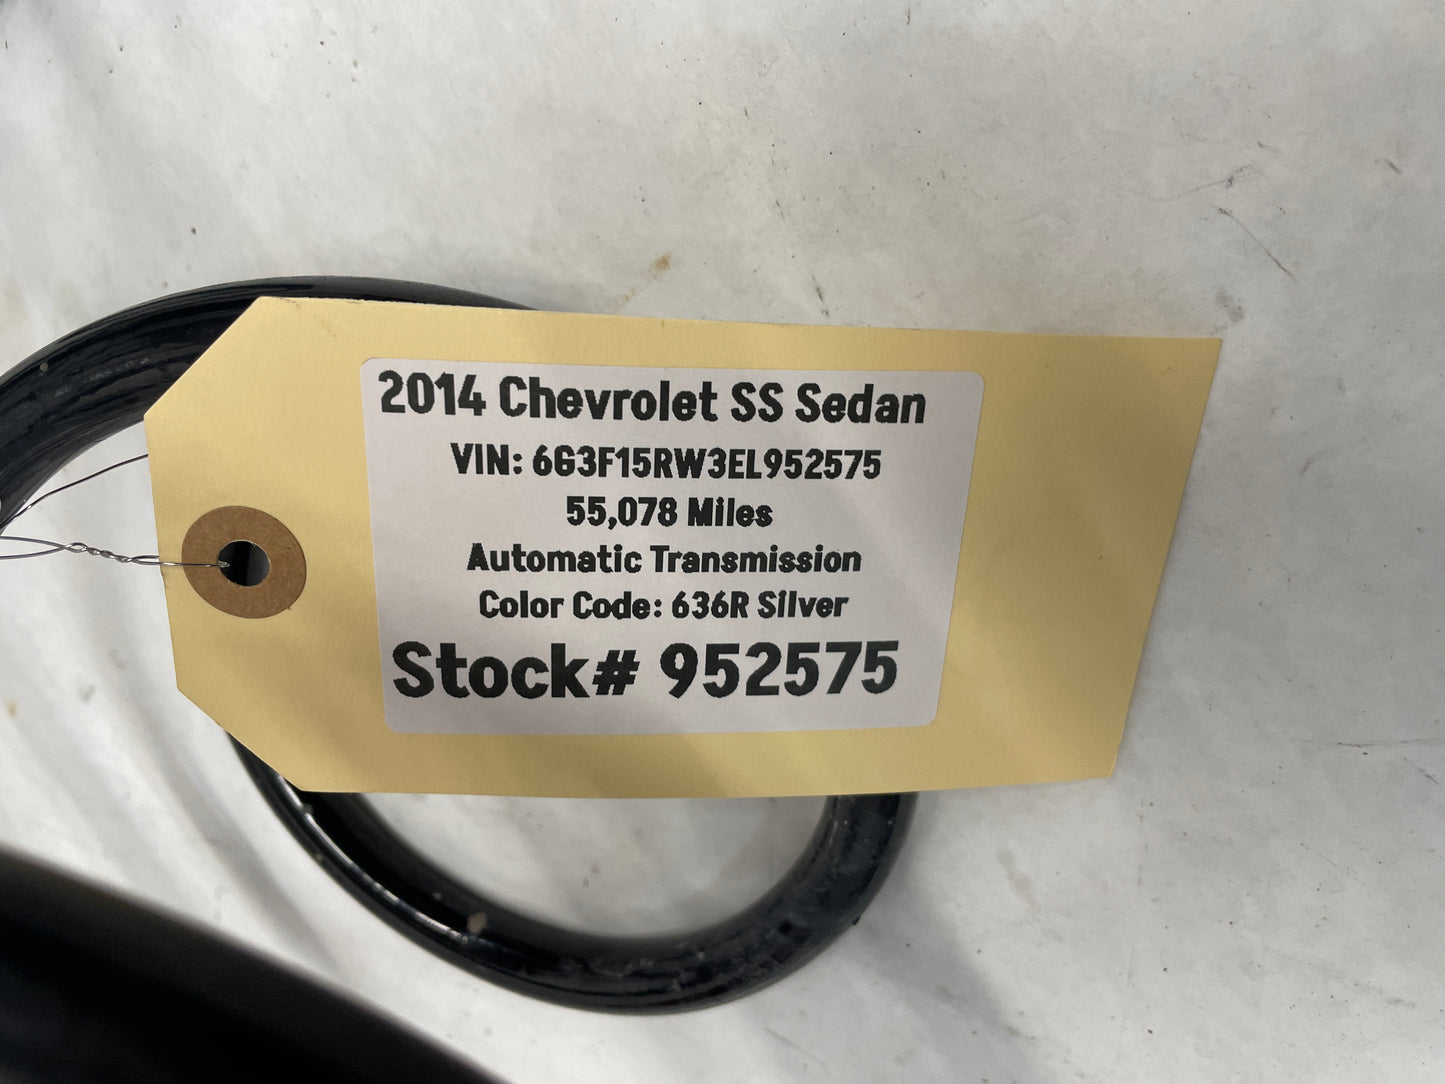 2014 Chevrolet SS Sedan
VIN: 6G3F15RW3EL952575
55,078 Miles
Automatic Transmission
Color Code: 636R Silver
Stock# 952575